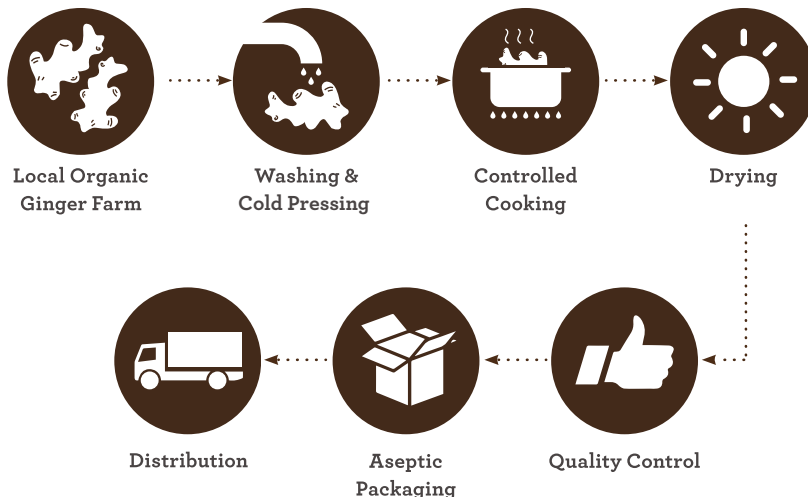 Local Organic
Ginger Farm
Washing &
Cold Pressing
Controlled
Cooking
Drying
Quality Control
Aseptic
Packaging
Distribution